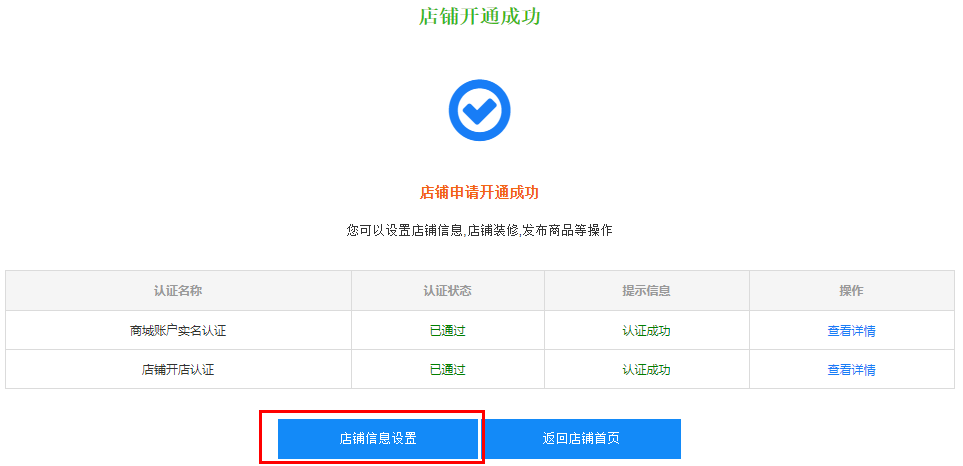 店铺开通成功
店铺申请开通成功
您可以设置店铺信息,店铺装修,发布商品等操作
认证名称 认证状态 提示信息 操作
商城账户实名认证 已通过 认证成功 查看详情
店铺开店认证 已通过 认证成功 查看详情
店铺信息设置 返回店铺首页